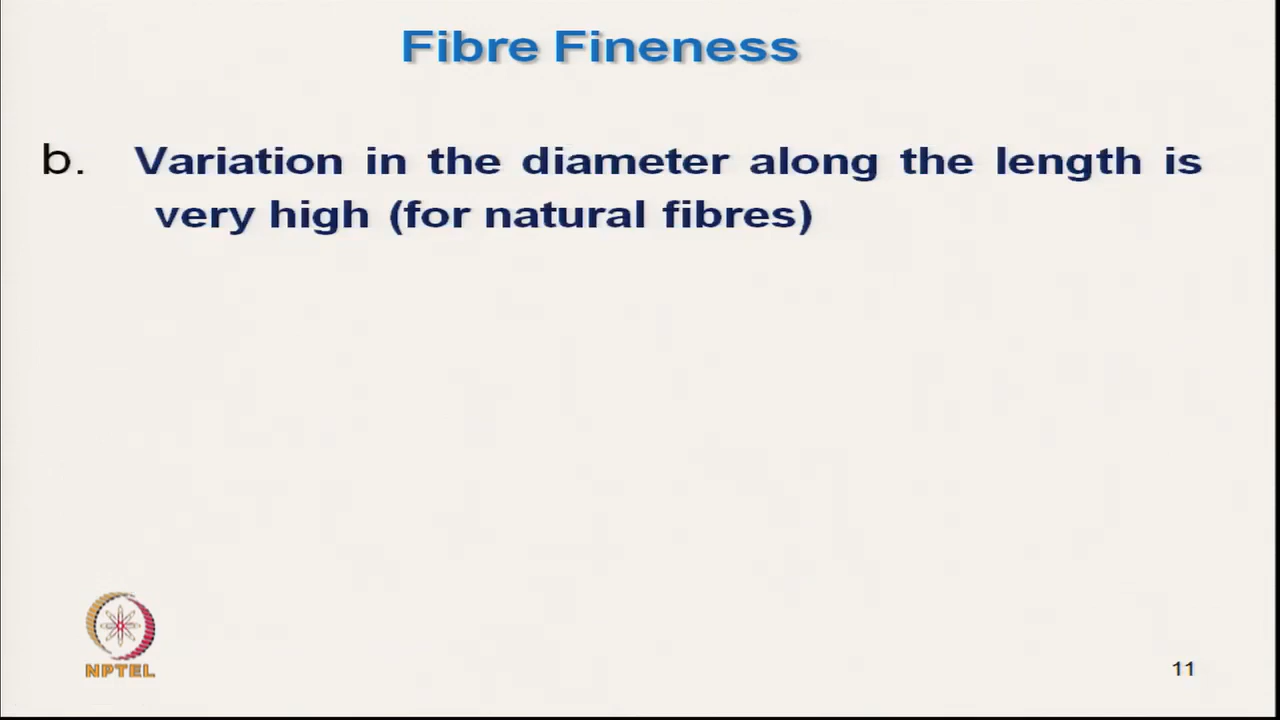 Fibre Fineness
b. Variation in the diameter along the length is
very high (for natural fibres)
NPTEL
11